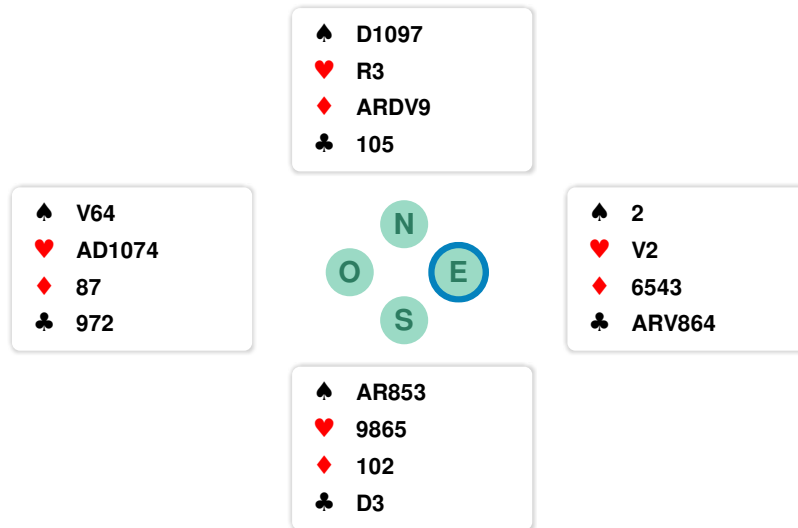 ♠ D1097
♥ R3
♦ ARDV9
♣ 105
♠ V64
♥ AD1074
♦ 87
♣ 972
N
O E
S
♠ 2
♥ V2
♦ 6543
♣ ARV864
♠ AR853
♥ 9865
♦ 102
♣ D3